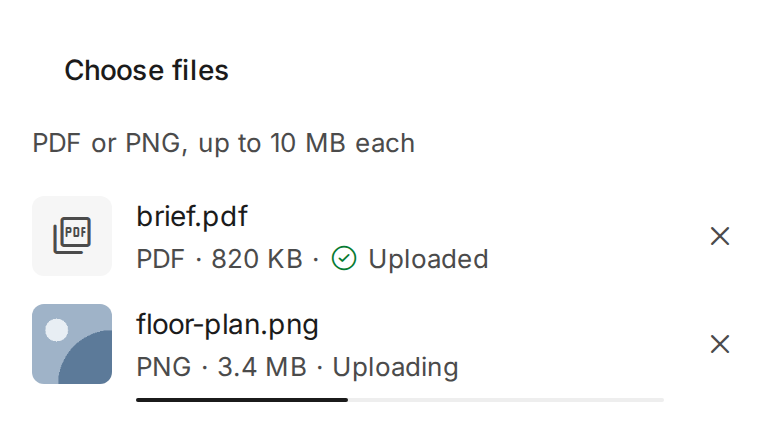 Choose files
PDF or PNG, up to 10 MB each
PDF
brief.pdf
PDF · 820 KB · Uploaded
floor-plan.png
PNG · 3.4 MB · Uploading